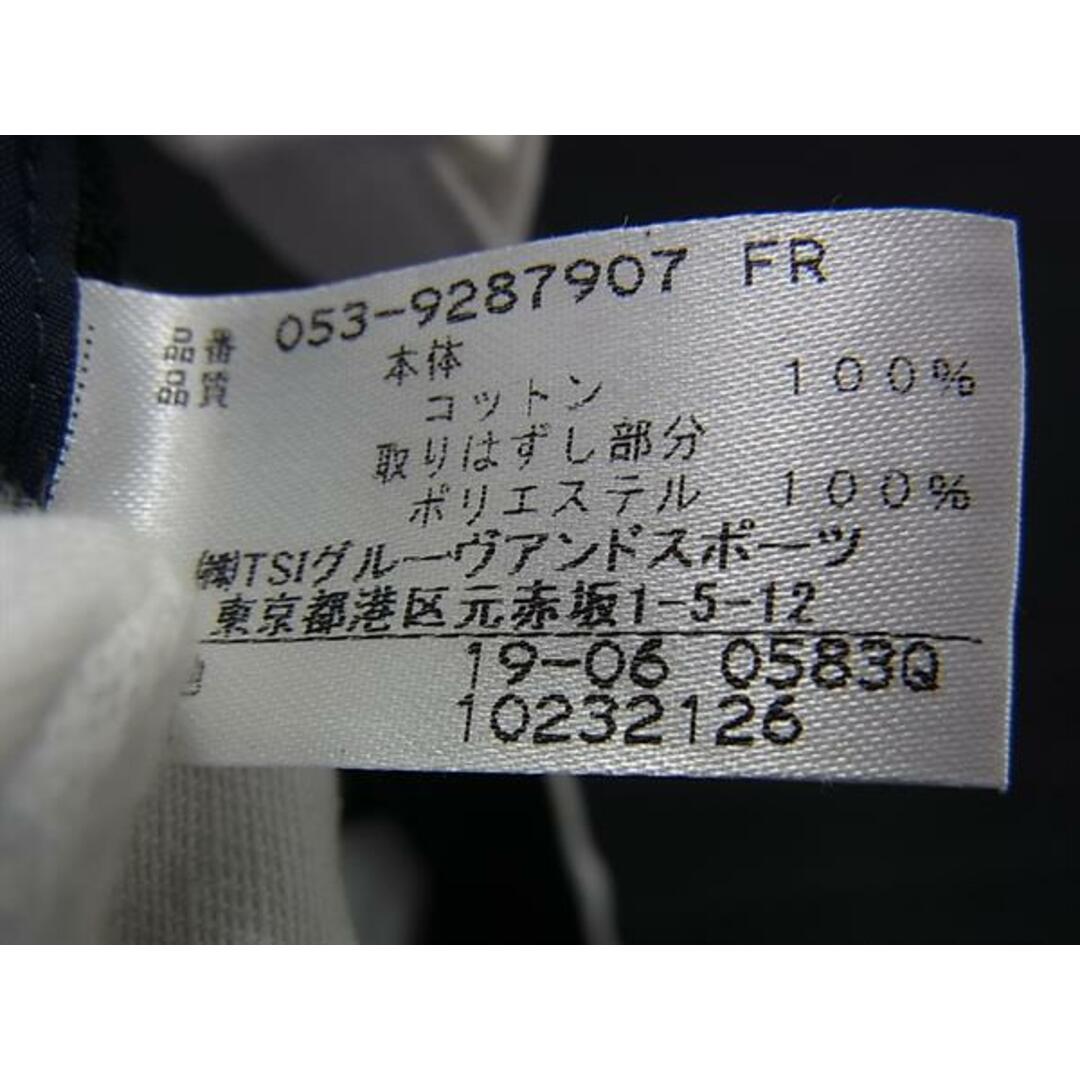 品番 053-9287907 FR
品質 本体
コットン 100%
取りはずし部分
ポリエステル 100%
㈱TSIグルーヴアンドスポーツ
東京都港区元赤坂1-5-12
19-06 0583Q
10232126